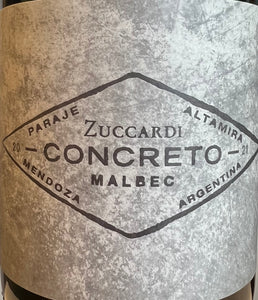 PARAJE ALTAMIRA
ZUCCARDI
20 - CONCRETO - 21
MALBEC
MENDOZA ARGENTINA